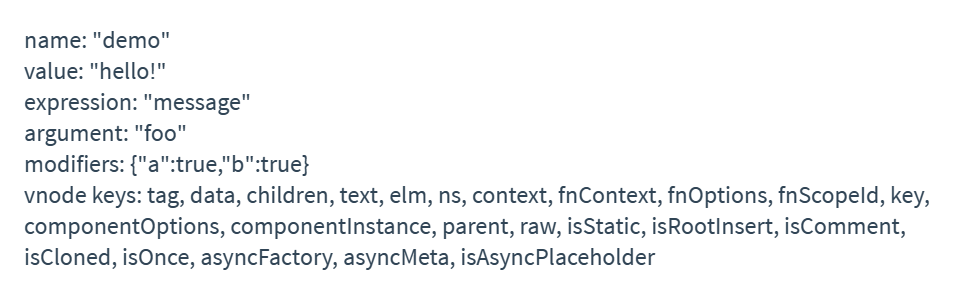 name: "demo"
value: "hello!"
expression: "message"
argument: "foo"
modifiers: {"a":true,"b":true}
vnode keys: tag, data, children, text, elm, ns, context, fnContext, fnOptions, fnScopeId, key,
componentOptions, componentInstance, parent, raw, isStatic, isRootInsert, isComment,
isCloned, isOnce, asyncFactory, asyncMeta, isAsyncPlaceholder